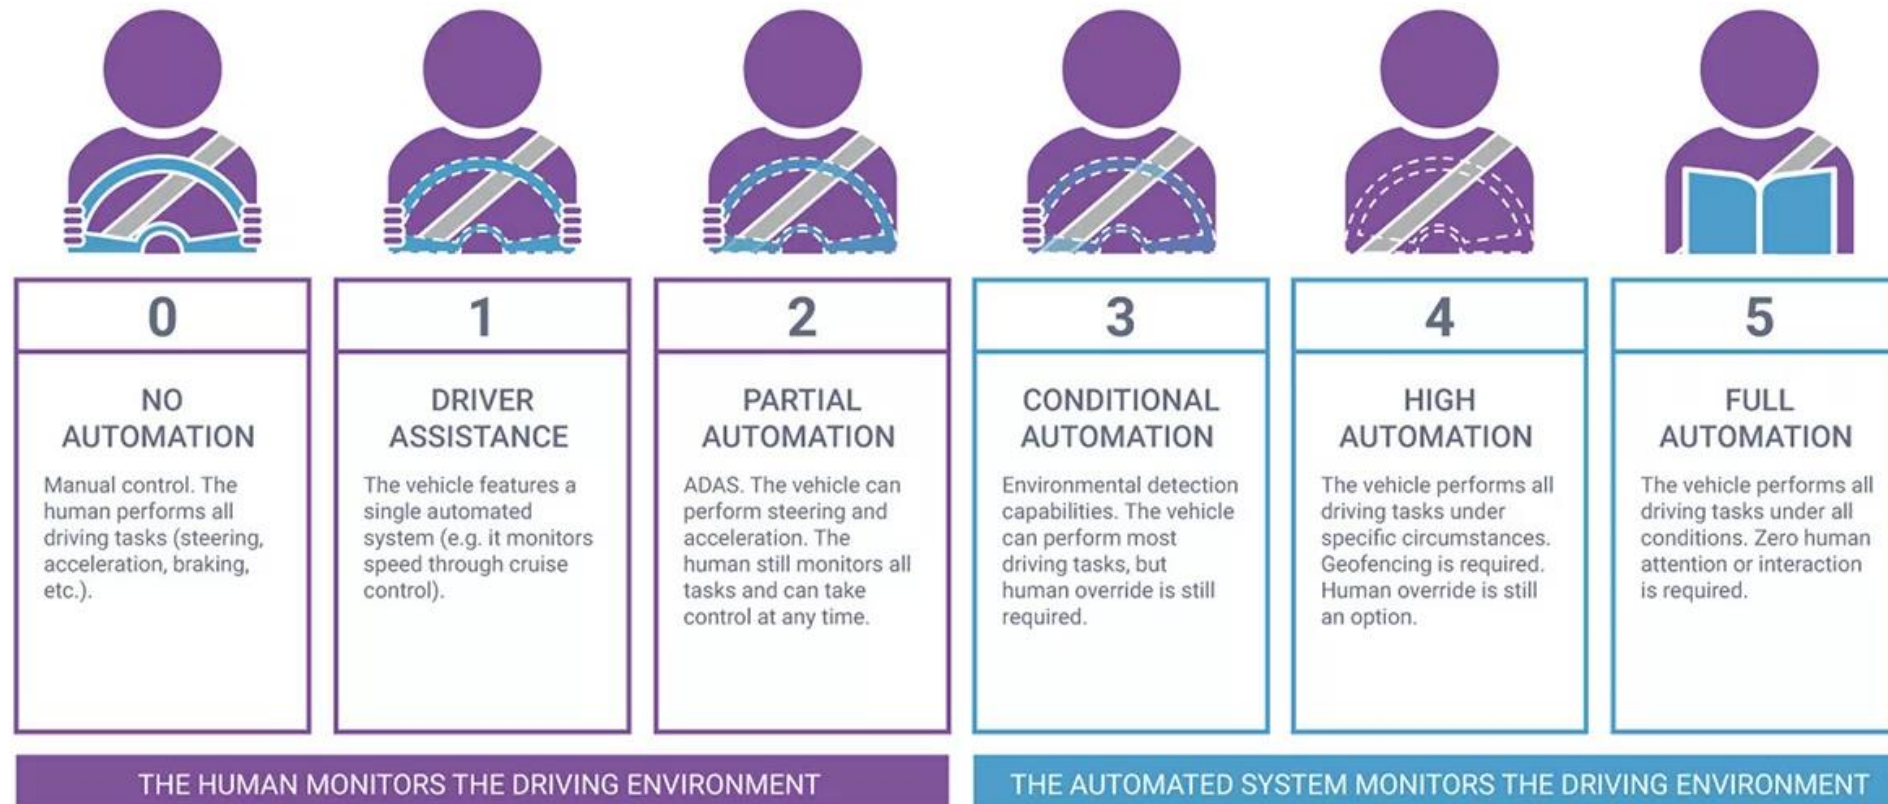 0
NO
AUTOMATION
Manual control. The
human performs all
driving tasks (steering,
acceleration, braking,
etc.).
1
DRIVER
ASSISTANCE
The vehicle features a
single automated
system (e.g. it monitors
speed through cruise
control).
2
PARTIAL
AUTOMATION
ADAS. The vehicle can
perform steering and
acceleration. The
human still monitors all
tasks and can take
control at any time.
3
CONDITIONAL
AUTOMATION
Environmental detection
capabilities. The vehicle
can perform most
driving tasks, but
human override is still
required.
4
HIGH
AUTOMATION
The vehicle performs all
driving tasks under
specific circumstances.
Geofencing is required.
Human override is still
an option.
5
FULL
AUTOMATION
The vehicle performs all
driving tasks under all
conditions. Zero human
attention or interaction
is required.
THE HUMAN MONITORS THE DRIVING ENVIRONMENT
THE AUTOMATED SYSTEM MONITORS THE DRIVING ENVIRONMENT